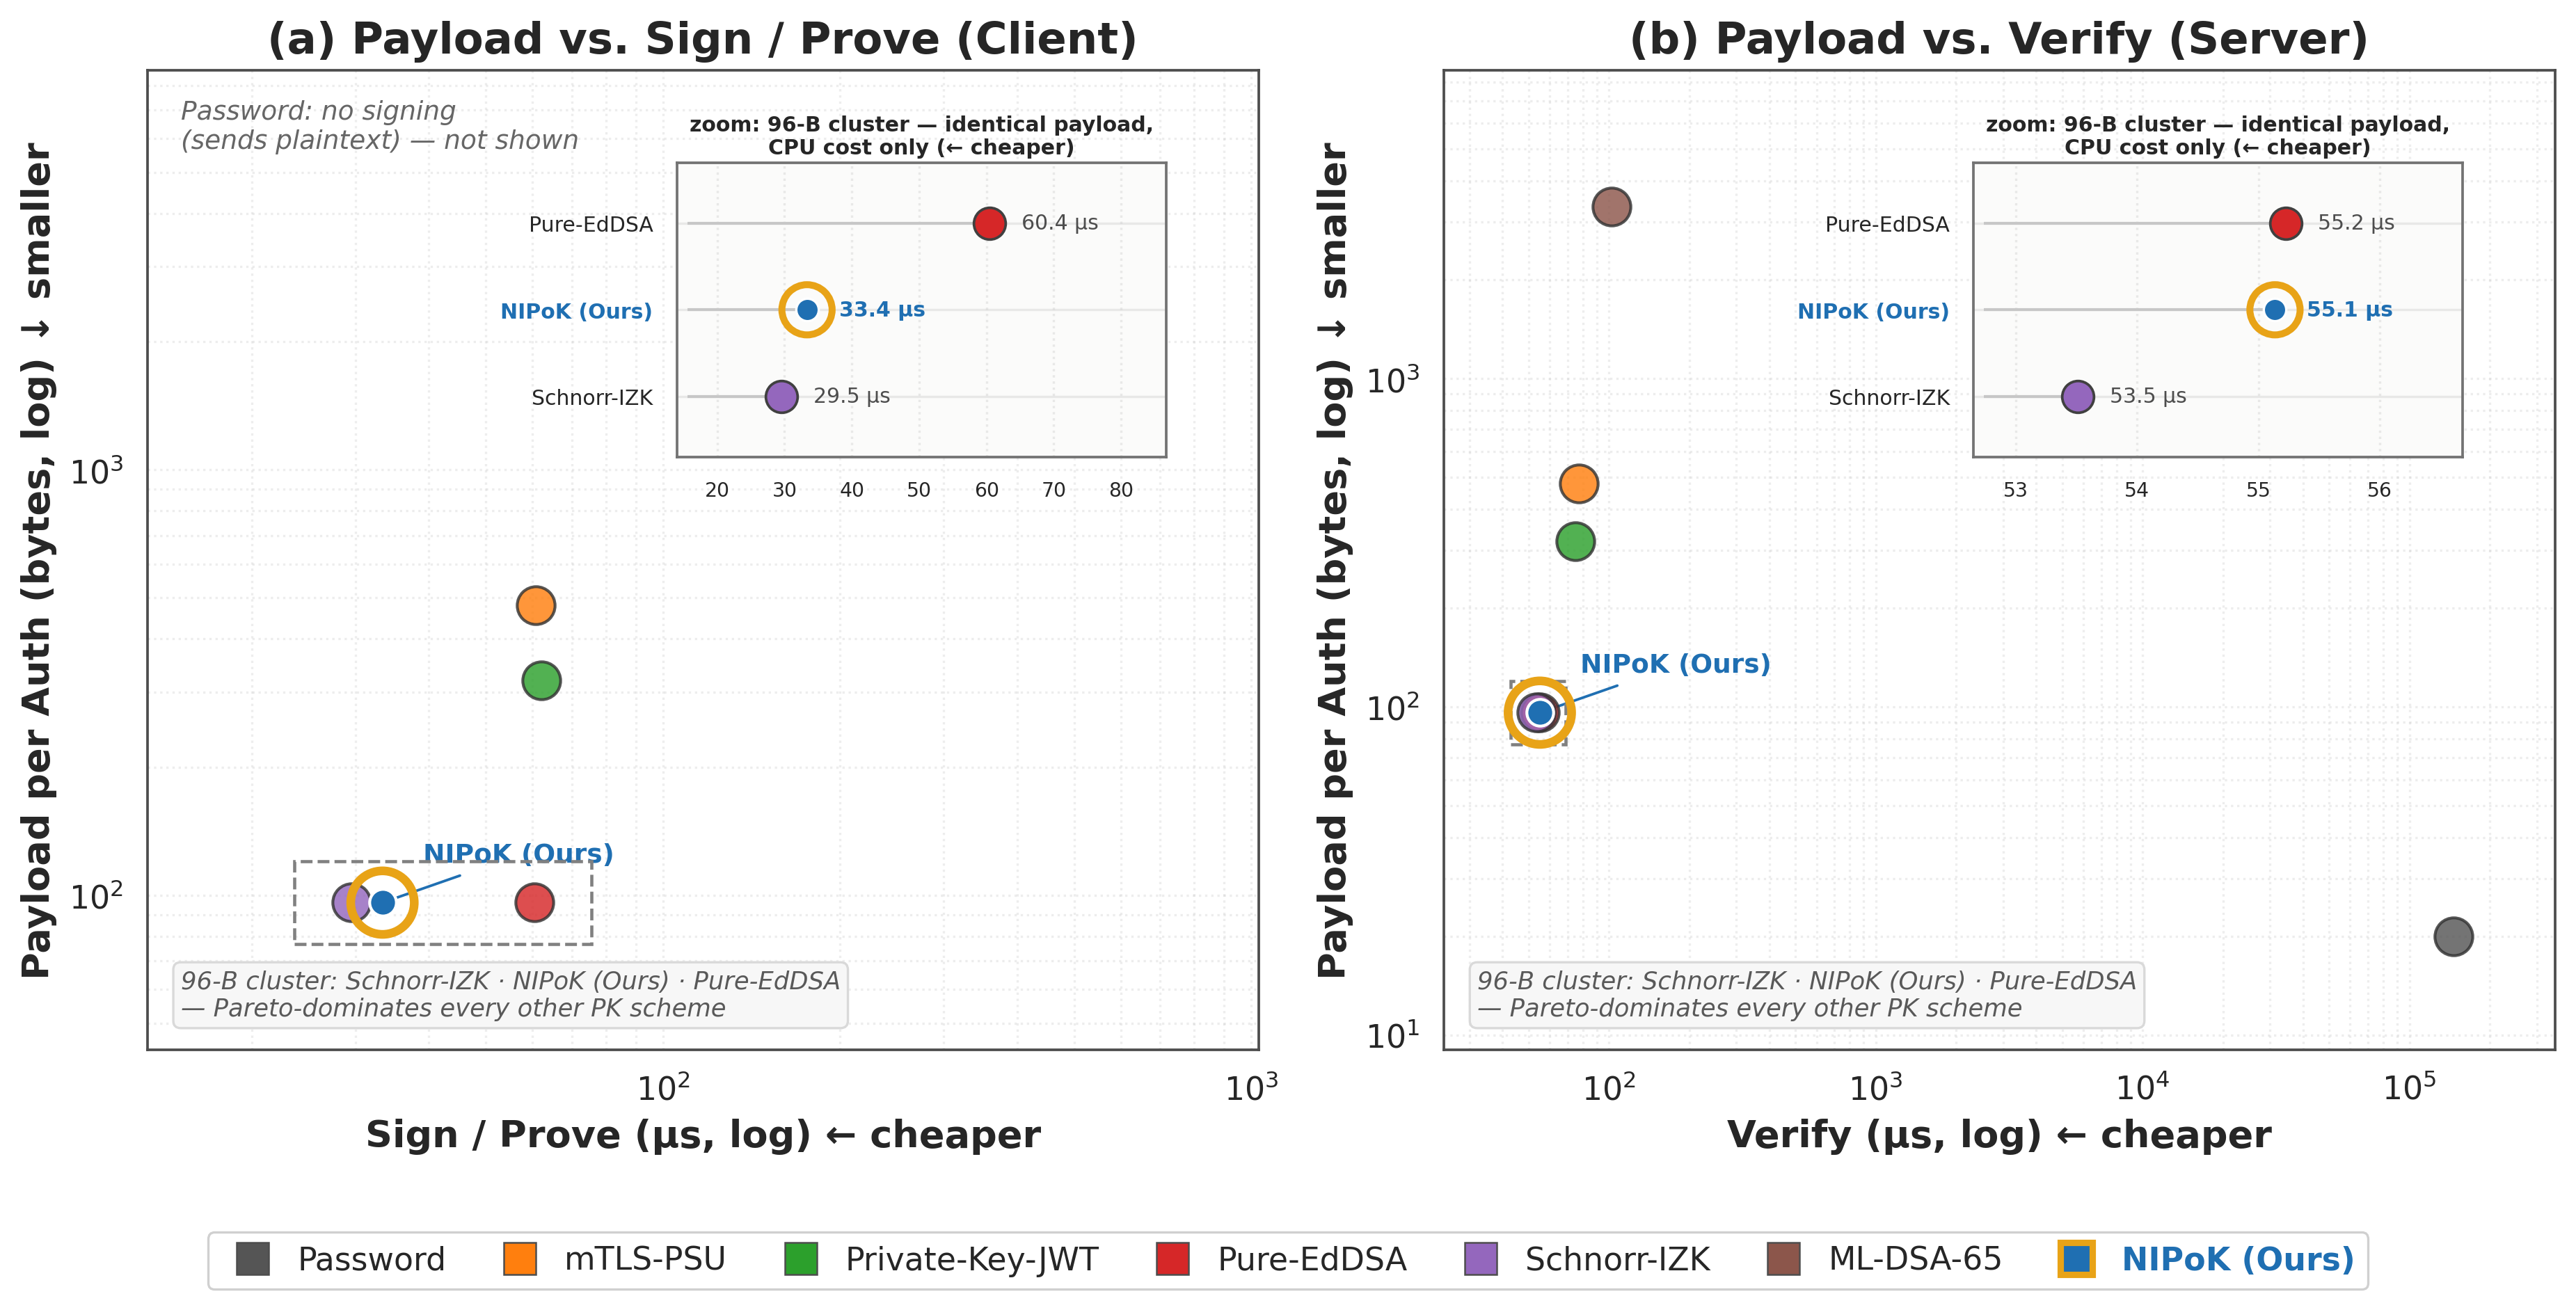 (a) Payload vs. Sign / Prove (Client)
Password: no signing
(sends plaintext) — not shown
zoom: 96-B cluster — identical payload,
CPU cost only (← cheaper)
Pure-EdDSA
60.4 µs
NIPoK (Ours)
33.4 µs
Schnorr-IZK
29.5 µs
20 30 40 50 60 70 80
Payload per Auth (bytes, log) ↓ smaller
10³
10²
NIPoK (Ours)
96-B cluster: Schnorr-IZK · NIPoK (Ours) · Pure-EdDSA
— Pareto-dominates every other PK scheme
10² 10³
Sign / Prove (µs, log) ← cheaper
(b) Payload vs. Verify (Server)
zoom: 96-B cluster — identical payload,
CPU cost only (← cheaper)
Pure-EdDSA
55.2 µs
NIPoK (Ours)
55.1 µs
Schnorr-IZK
53.5 µs
53 54 55 56
Payload per Auth (bytes, log) ↓ smaller
10³
10²
10¹
NIPoK (Ours)
96-B cluster: Schnorr-IZK · NIPoK (Ours) · Pure-EdDSA
— Pareto-dominates every other PK scheme
10² 10³ 10⁴ 10⁵
Verify (µs, log) ← cheaper
Password mTLS-PSU Private-Key-JWT Pure-EdDSA Schnorr-IZK ML-DSA-65 NIPoK (Ours)